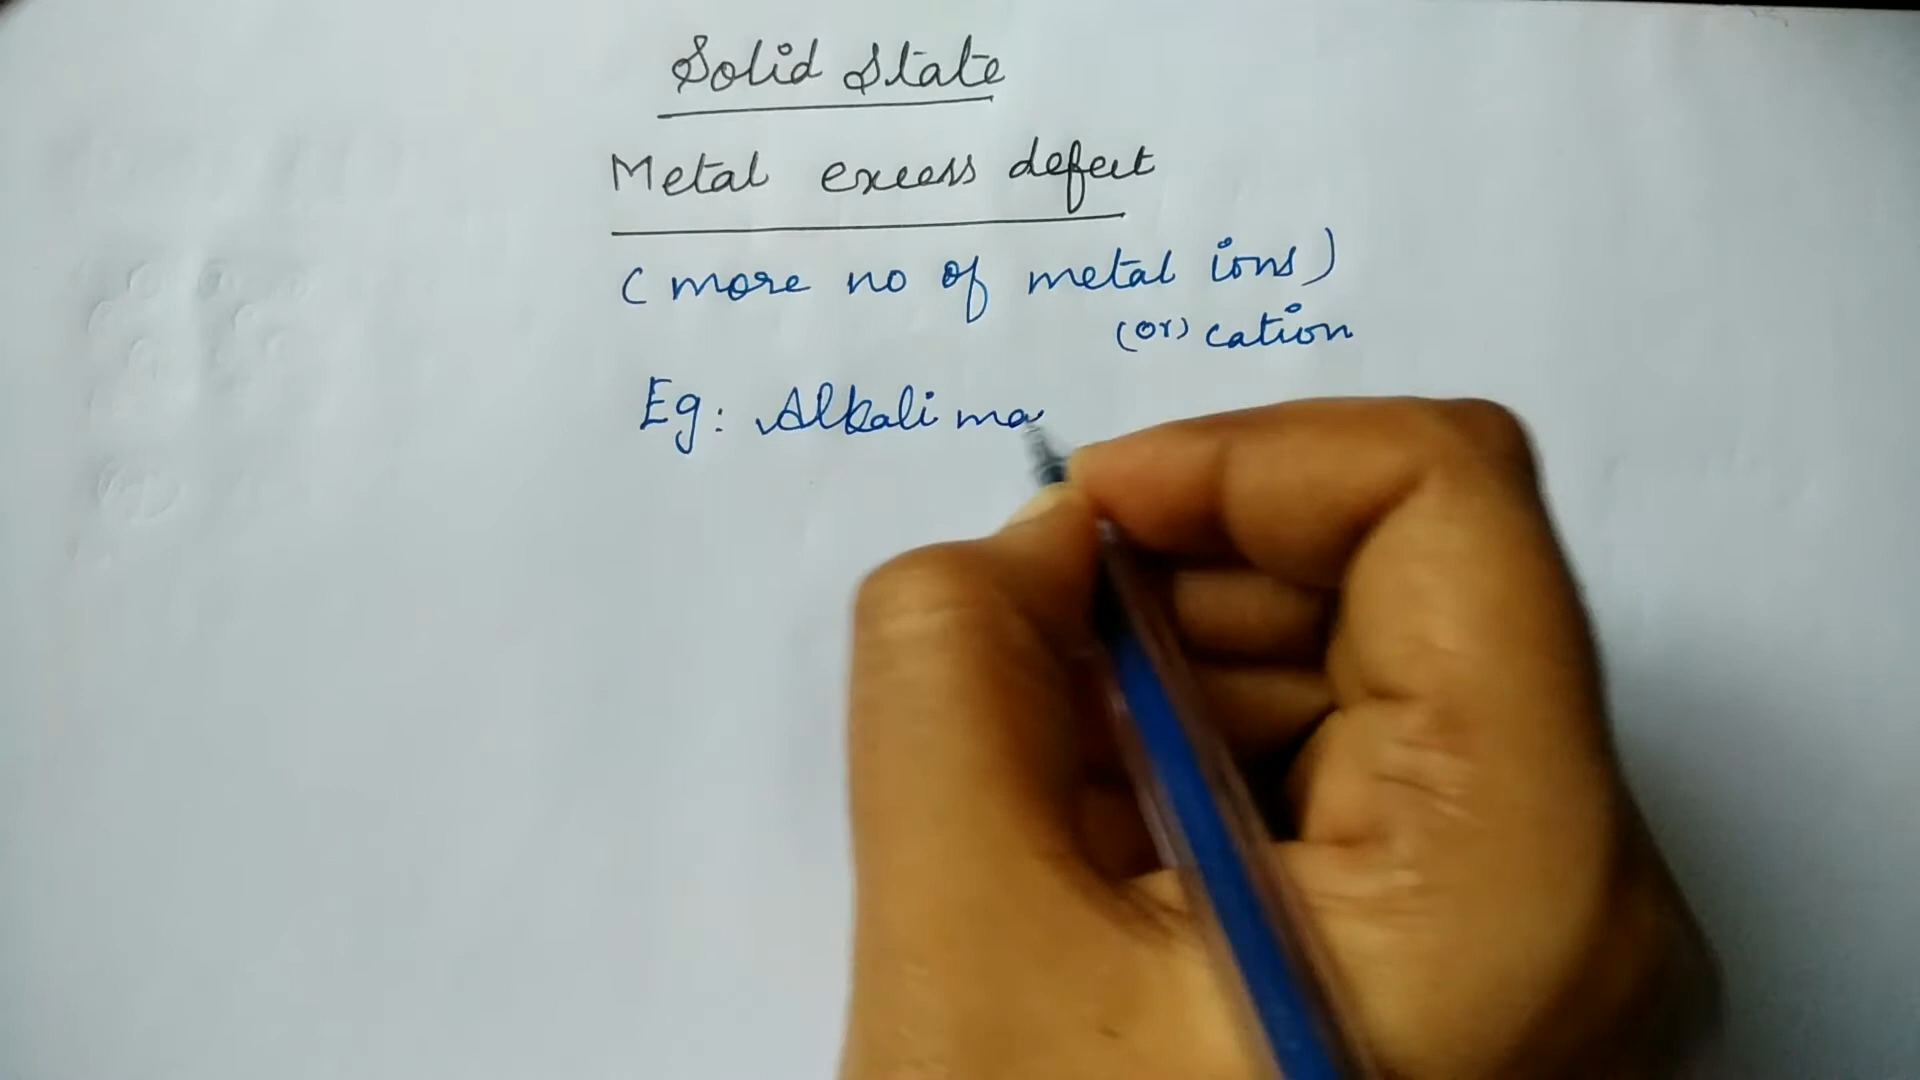 Solid State
Metal excess defect
(more no of metal ions)
(or) cation
Eg: Alkali ma